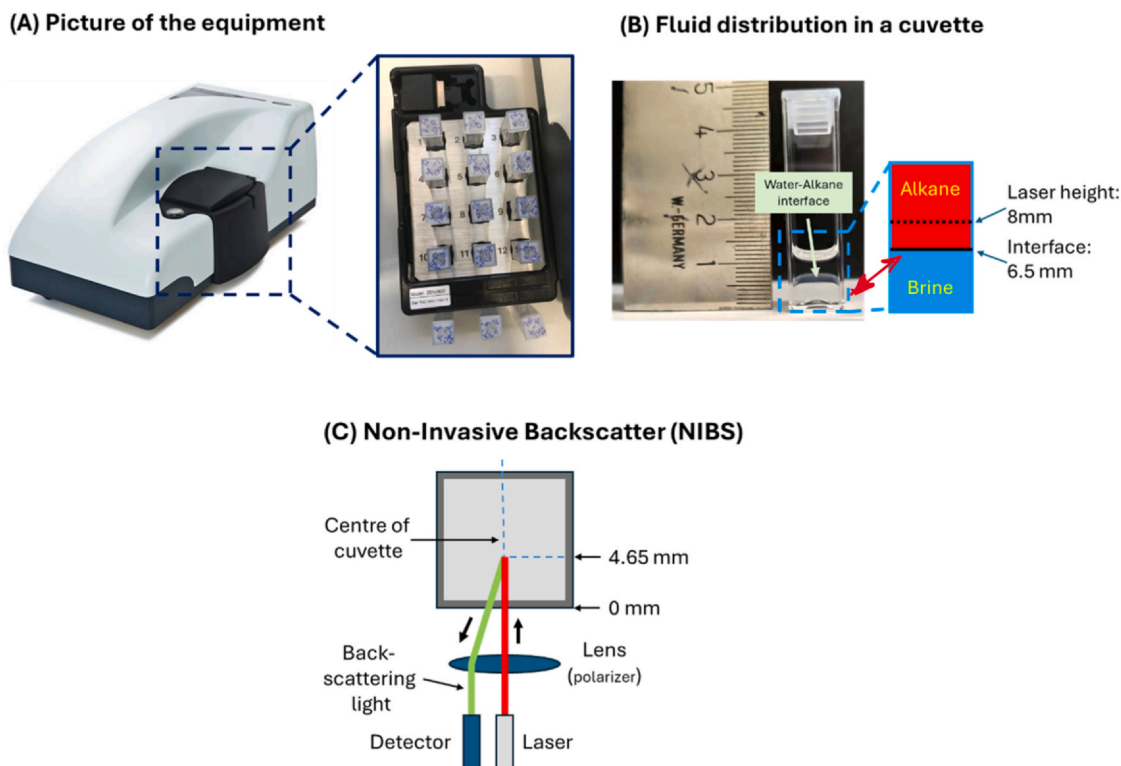 (A) Picture of the equipment
(B) Fluid distribution in a cuvette
1 2 3
4
7 8 9
10 11 12
5
4
3
2
1
W-GERMANY
Water-Alkane
interface
Alkane
Brine
Laser height:
8mm
Interface:
6.5 mm
(C) Non-Invasive Backscatter (NIBS)
Centre of
cuvette
4.65 mm
0 mm
Back-
scattering
light
Lens
(polarizer)
Detector
Laser